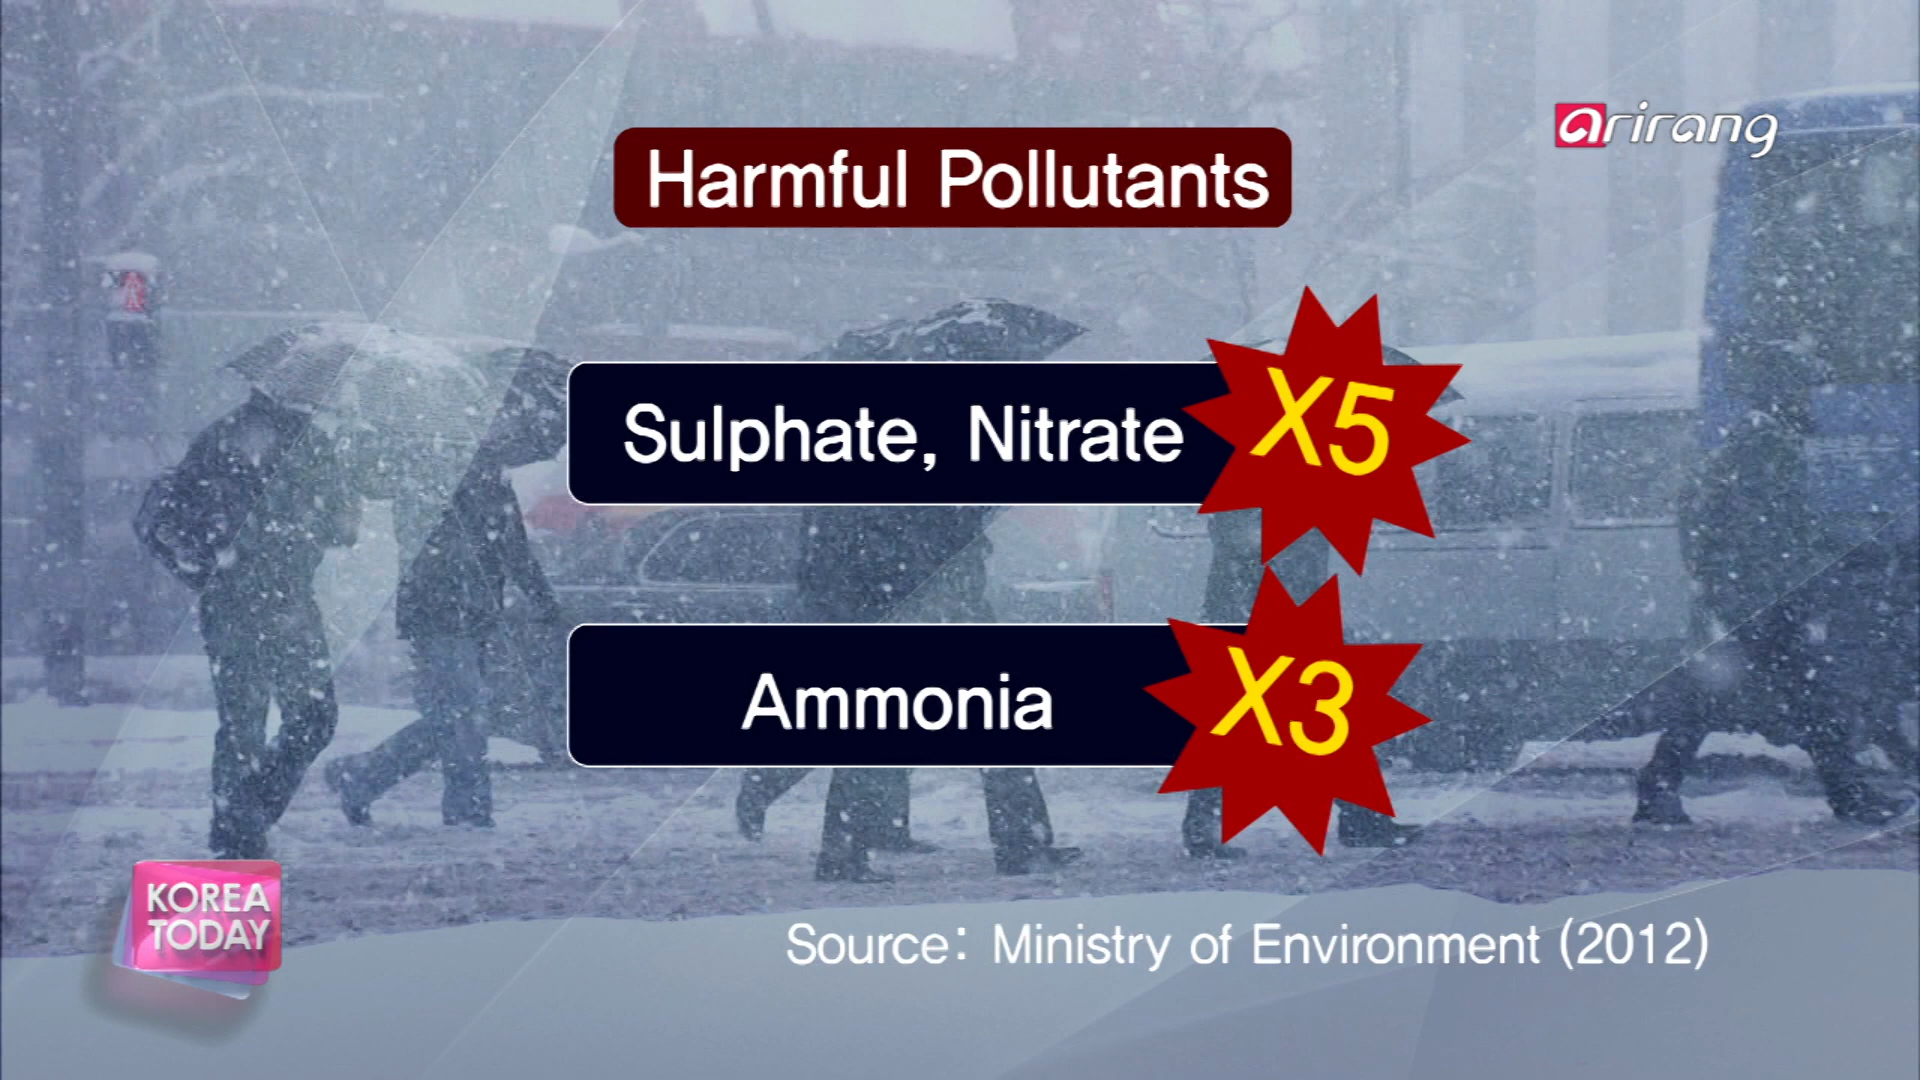 arirang
Harmful Pollutants
Sulphate, Nitrate X5
Ammonia X3
KOREA
TODAY
Source: Ministry of Environment (2012)